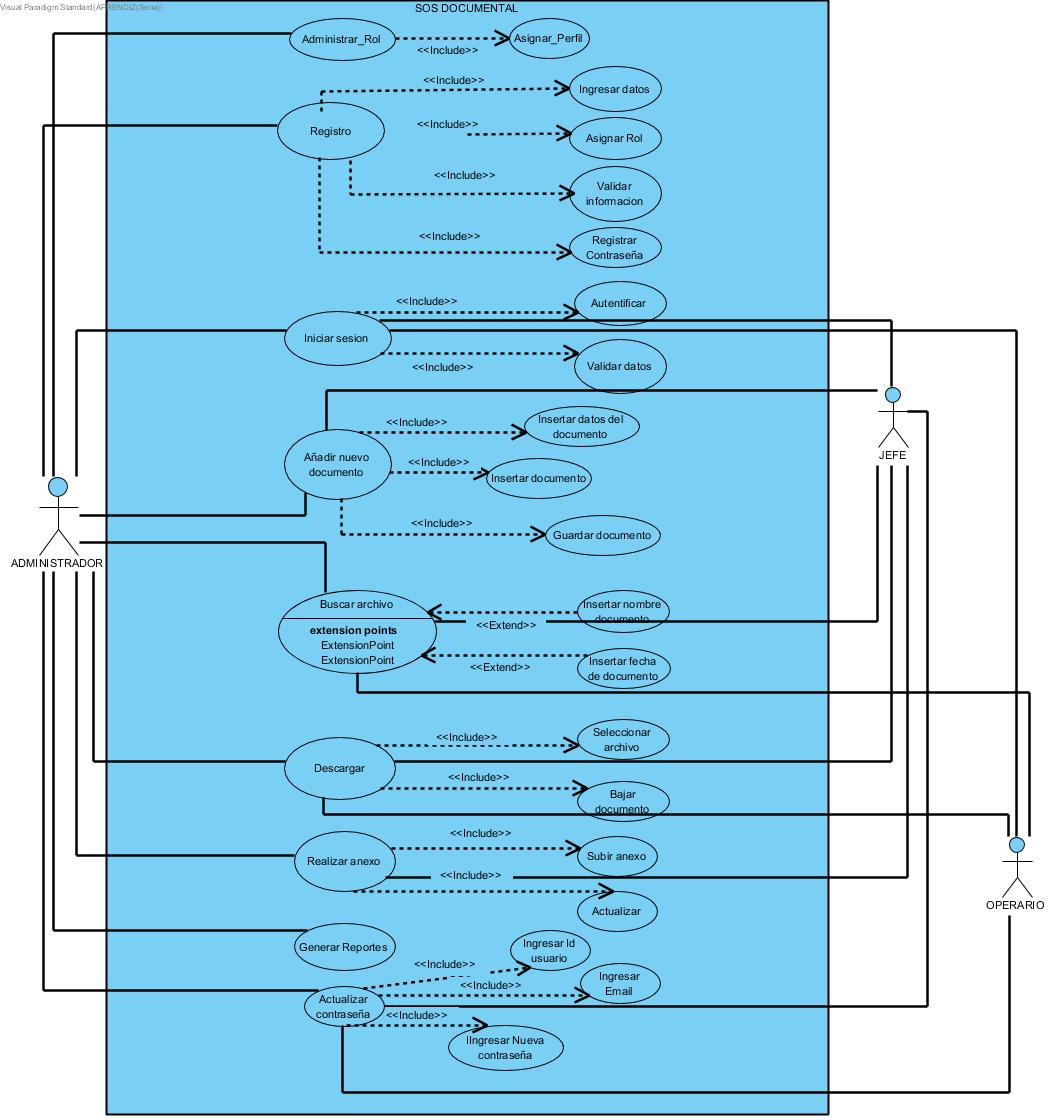 Visual Paradigm Standard(APRENDIZ(Sena))
SOS DOCUMENTAL
Administrar_Rol
<<Include>>
Asignar_Perfil
<<Include>>
Ingresar datos
Registro
<<Include>>
Asignar Rol
<<Include>>
Validar
informacion
<<Include>>
Registrar
Contraseña
<<Include>>
Autentificar
Iniciar sesion
<<Include>>
Validar datos
JEFE
<<Include>>
Insertar datos del
documento
Añadir nuevo
documento
<<Include>>
Insertar documento
<<Include>>
Guardar documento
ADMINISTRADOR
Buscar archivo
extension points
ExtensionPoint
ExtensionPoint
Insertar nombre
documento
<<Extend>>
<<Extend>>
Insertar fecha
de documento
<<Include>>
Seleccionar
archivo
Descargar
<<Include>>
Bajar
documento
<<Include>>
Realizar anexo
Subir anexo
<<Include>>
Actualizar
OPERARIO
Generar Reportes
Ingresar Id
usuario
<<Include>>
<<Include>>
Ingresar
Email
Actualizar
contraseña
<<Include>>
IIngresar Nueva
contraseña